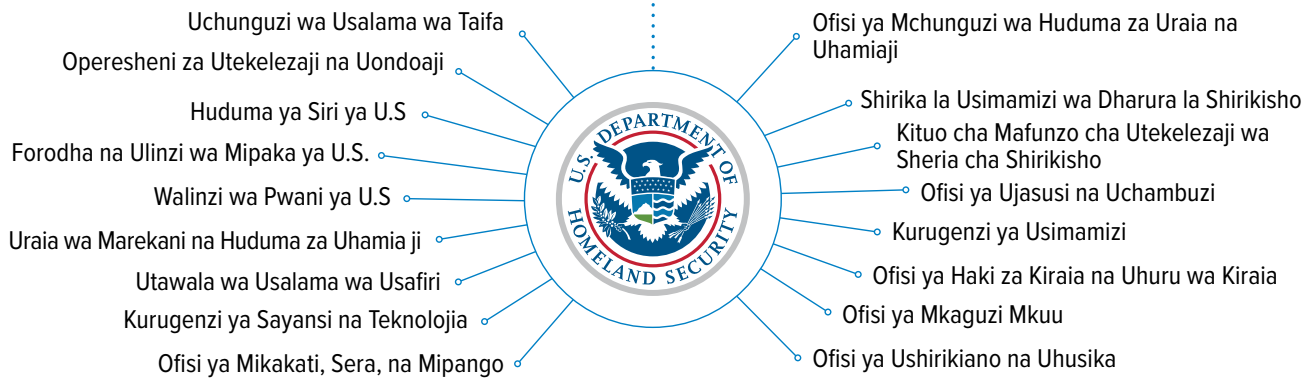 Uchunguzi wa Usalama wa Taifa
Operesheni za Utekelezaji na Uondoaji
Huduma ya Siri ya U.S
Forodha na Ulinzi wa Mipaka ya U.S.
Walinzi wa Pwani ya U.S
Uraia wa Marekani na Huduma za Uhamia ji
Utawala wa Usalama wa Usafiri
Kurugenzi ya Sayansi na Teknolojia
Ofisi ya Mikakati, Sera, na Mipango
U.S. DEPARTMENT OF
HOMELAND SECURITY
Ofisi ya Mchunguzi wa Huduma za Uraia na
Uhamiaji
Shirika la Usimamizi wa Dharura la Shirikisho
Kituo cha Mafunzo cha Utekelezaji wa
Sheria cha Shirikisho
Ofisi ya Ujasusi na Uchambuzi
Kurugenzi ya Usimamizi
Ofisi ya Haki za Kiraia na Uhuru wa Kiraia
Ofisi ya Mkaguzi Mkuu
Ofisi ya Ushirikiano na Uhusika